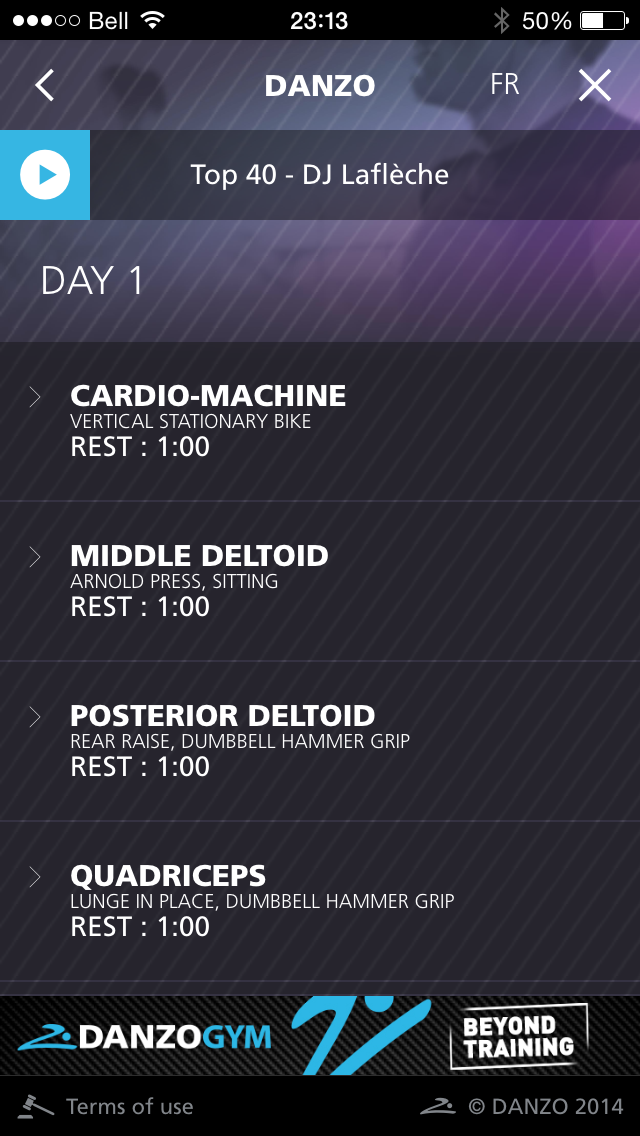 Bell 23:13 50%
DANZO FR
Top 40 - DJ Laflèche
DAY 1
CARDIO-MACHINE
VERTICAL STATIONARY BIKE
REST : 1:00
MIDDLE DELTOID
ARNOLD PRESS, SITTING
REST : 1:00
POSTERIOR DELTOID
REAR RAISE, DUMBBELL HAMMER GRIP
REST : 1:00
QUADRICEPS
LUNGE IN PLACE, DUMBBELL HAMMER GRIP
REST : 1:00
DANZOGYM
BEYOND
TRAINING
Terms of use © DANZO 2014